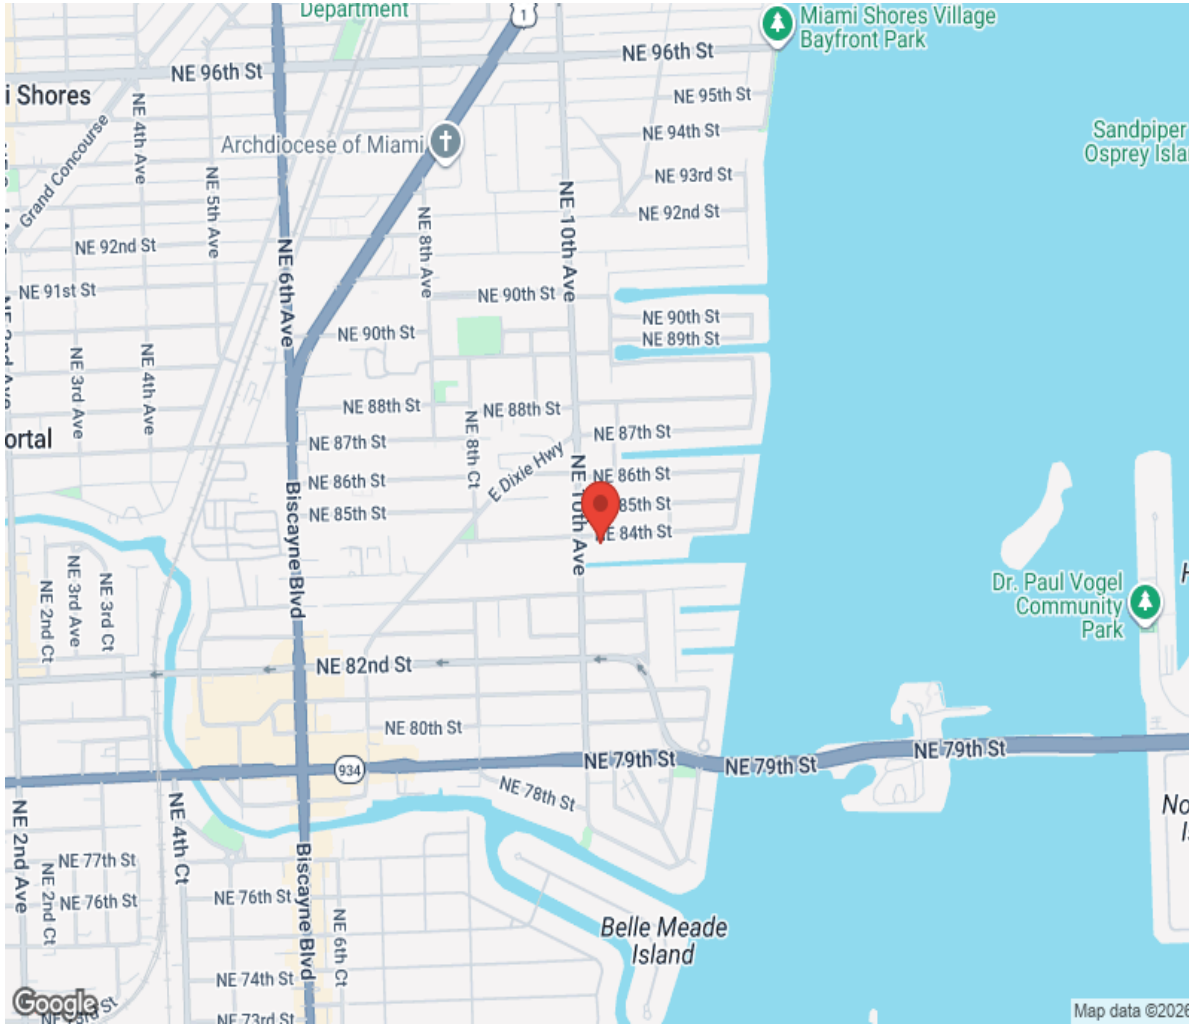 Department
1
Miami Shores Village
Bayfront Park
NE 96th St
NE 96th St
i Shores
NE 95th St
NE 4th Ave
Grand Concourse
NE 94th St
Sandpiper
Osprey Islan
Archdiocese of Miami
NE 5th Ave
NE 93rd St
NE 10th Ave
NE 8th Ave
NE 92nd St
NE 92nd St
NE 6th Ave
NE 91st St
NE 90th St
NE 90th St
NE 90th St
NE 89th St
NE 2nd Ave
NE 3rd Ave
NE 4th Ave
NE 88th St
NE 88th St
ortal
NE 87th St
NE 87th St
NE 8th Ct
E Dixie Hwy
NE 86th St
NE 86th St
NE 10th Ave
Biscayne Blvd
NE 85th St
85th St
NE 84th St
NE 2nd Ct
NE 3rd Ave
NE 3rd Ct
Dr. Paul Vogel
Community
Park
H
NE 82nd St
NE 80th St
NE 79th St
NE 79th St
NE 79th St
934
NE 78th St
NE 2nd Ave
NE 4th Ct
No
Is
NE 77th St
NE 2nd Ct
NE 76th St
NE 76th St
Biscayne Blvd
NE 6th Ct
Belle Meade
Island
NE 74th St
NE 73rd St
Google
Map data ©2026